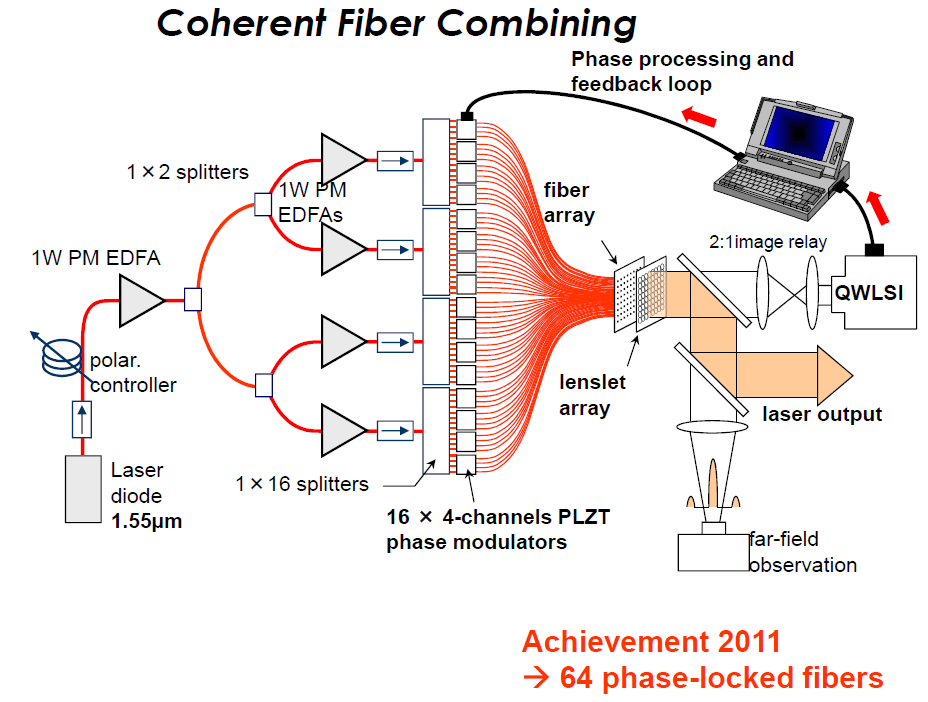 Coherent Fiber Combining
Phase processing and
feedback loop
1×2 splitters
1W PM
EDFAs
fiber
array
2:1image relay
1W PM EDFA
QWLSI
polar.
controller
lenslet
array
laser output
Laser
diode
1.55µm
1×16 splitters
16 × 4-channels PLZT
phase modulators
far-field
observation
Achievement 2011
→ 64 phase-locked fibers